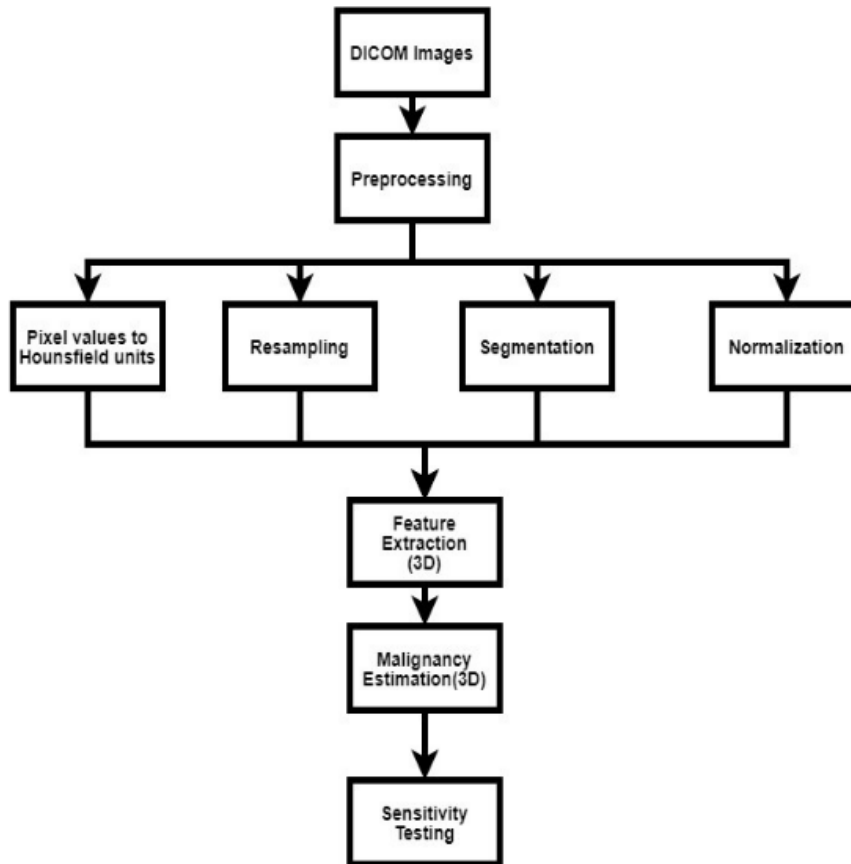 DICOM Images
Preprocessing
Pixel values to
Hounsfield units
Resampling
Segmentation
Normalization
Feature
Extraction
(3D)
Malignancy
Estimation(3D)
Sensitivity
Testing